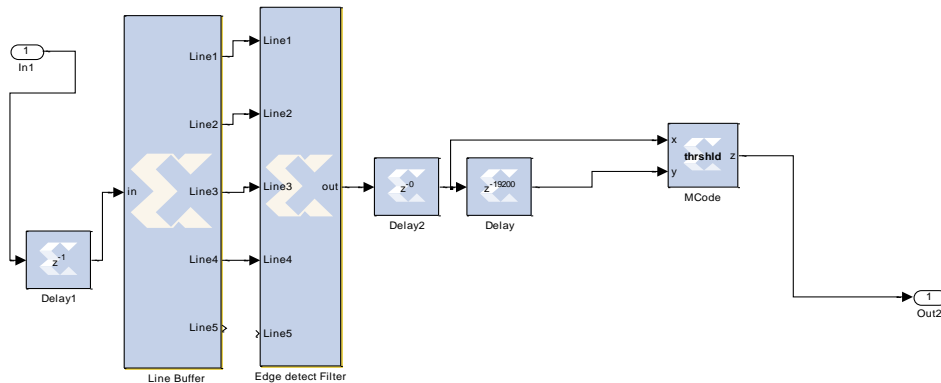 1
In1
z-1
Delay1
in
Line1
Line2
Line3
Line4
Line5
Line Buffer
Line1
Line2
Line3
Line4
Line5
out
Edge detect Filter
z-0
Delay2
z-19200
Delay
x
y
thrshld
z
MCode
1
Out2